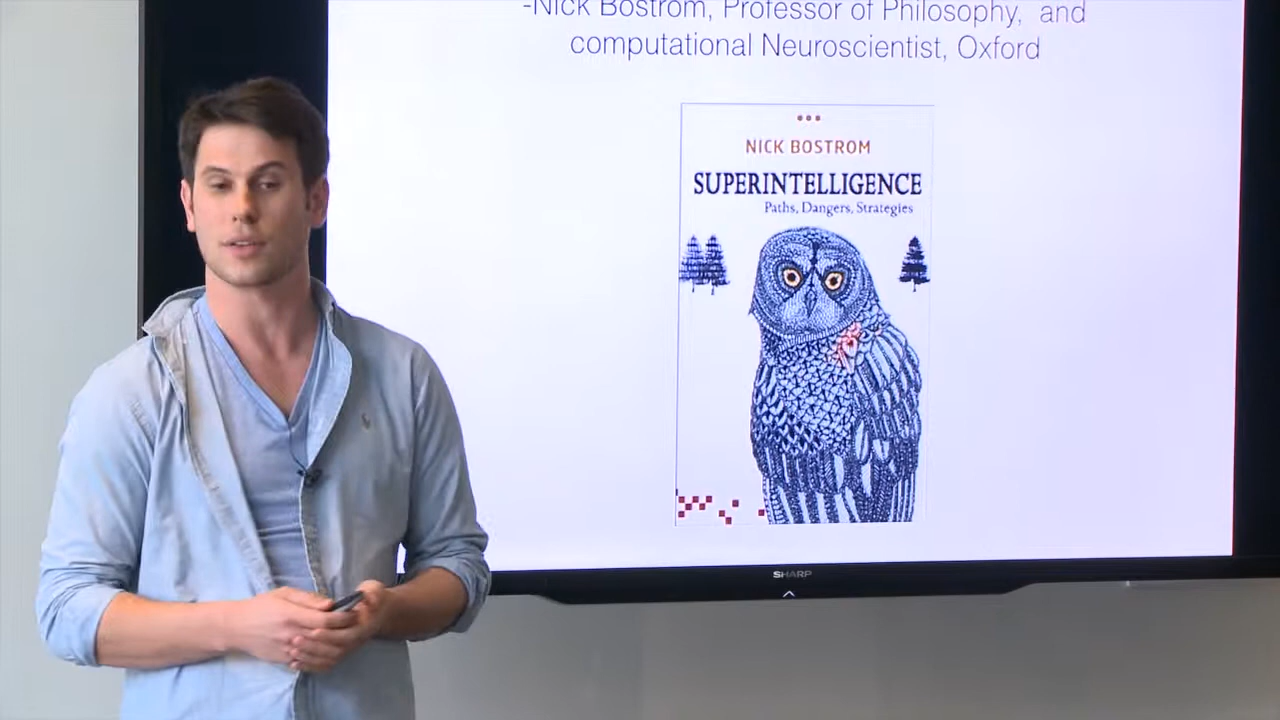 -Nick Bostrom, Professor of Philosophy, and
computational Neuroscientist, Oxford
NICK BOSTROM
SUPERINTELLIGENCE
Paths, Dangers, Strategies
SHARP